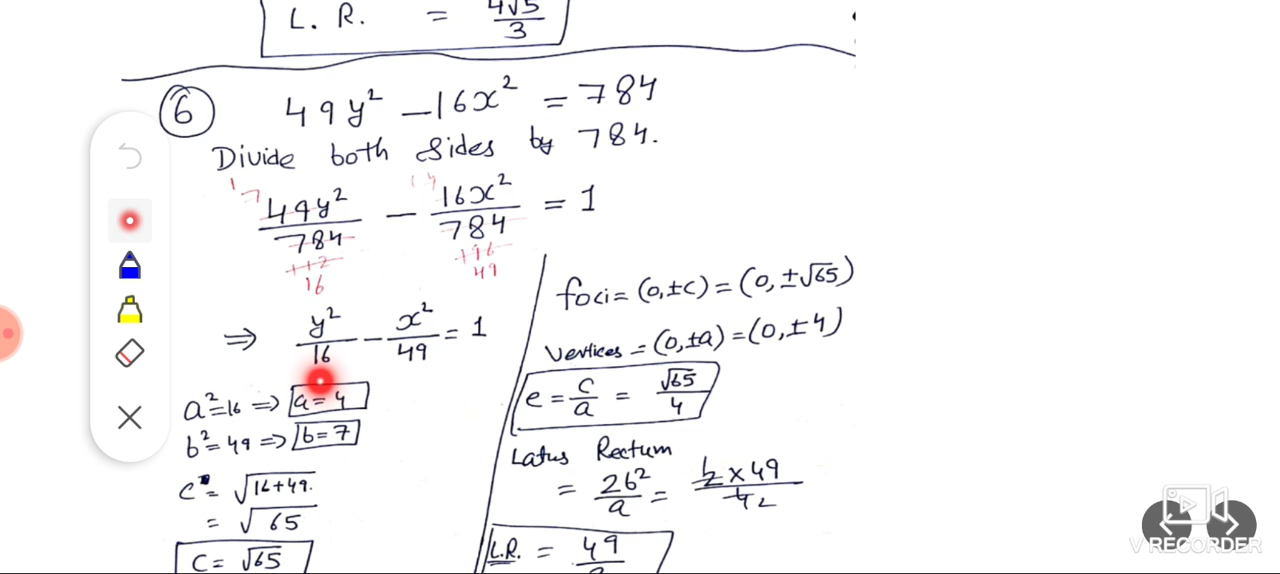 L. R. = 4√5/3
6 49y² - 16x² = 784
Divide both sides by 784.
49y²/784 - 16x²/784 = 1
112 196
16 49
⇒ y²/16 - x²/49 = 1
a² = 16 ⇒ a = 4
b² = 49 ⇒ b = 7
c = √16+49.
= √65
c = √65
foci = (0, ±c) = (0, ±√65)
Vertices = (0, ±a) = (0, ±4)
e = c/a = √65/4
Latus Rectum
= 2b²/a = 2×49/4 2
L.R. = 49
V RECORDER